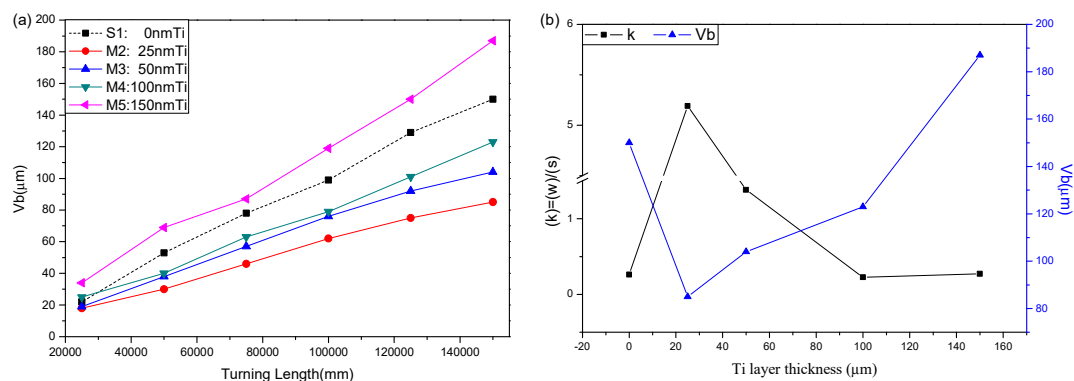 (a)
S1: 0nmTi
M2: 25nmTi
M3: 50nmTi
M4:100nmTi
M5:150nmTi
200
180
160
140
120
100
80
60
40
20
0
Vb(μm)
20000 40000 60000 80000 100000 120000 140000
Turning Length(mm)
(b)
k Vb
6
5
1
0
(k)=(w)/(s)
200
180
160
140
120
100
80
Vb(μm)
0 20 40 60 80 100 120 140 160
Ti layer thickness (μm)